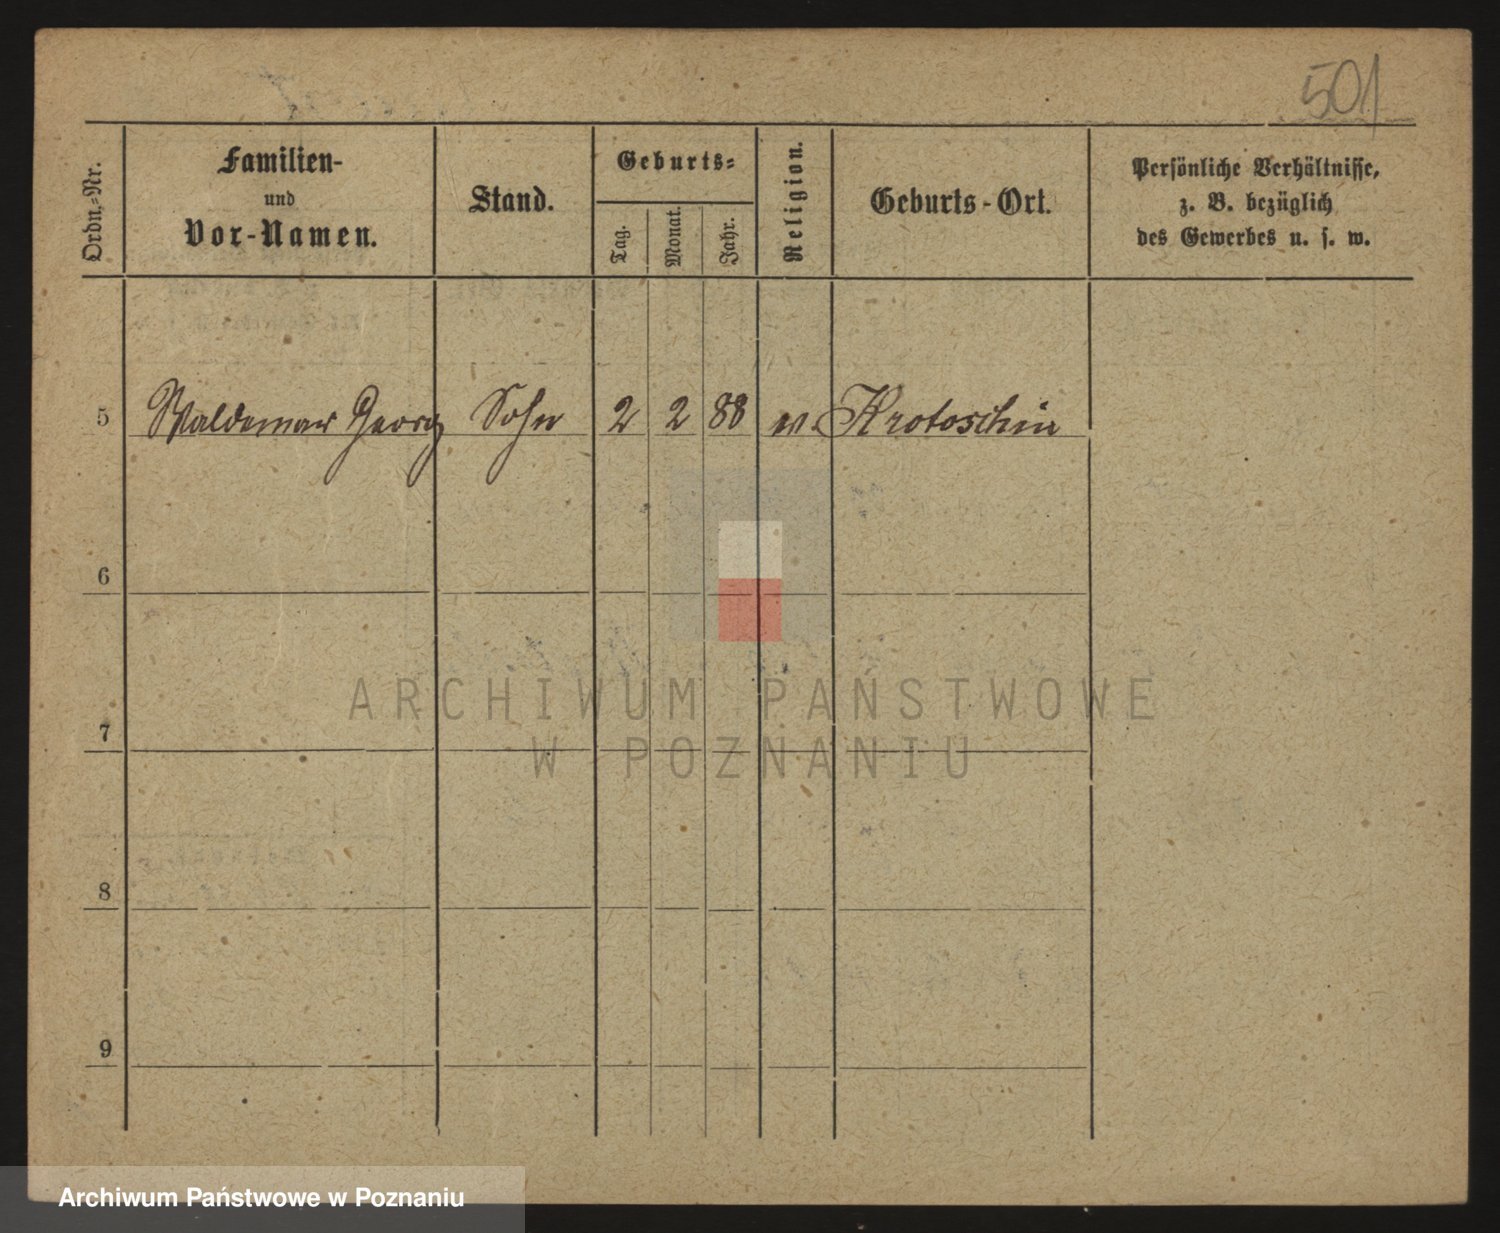 501
Ordn.-Nr.
Familien-
und
Vor-Namen.
Stand.
Geburts-
Tag.
Monat.
Jahr.
Religion.
Geburts-Ort.
Persönliche Verhältnisse,
z. B. bezüglich
des Gewerbes u. s. w.
5 Waldemar Georg Sohn 2 2 88 ev. Krotoschin
6
7
8
9
ARCHIWUM PAŃSTWOWE
W POZNANIU
Archiwum Państwowe w Poznaniu